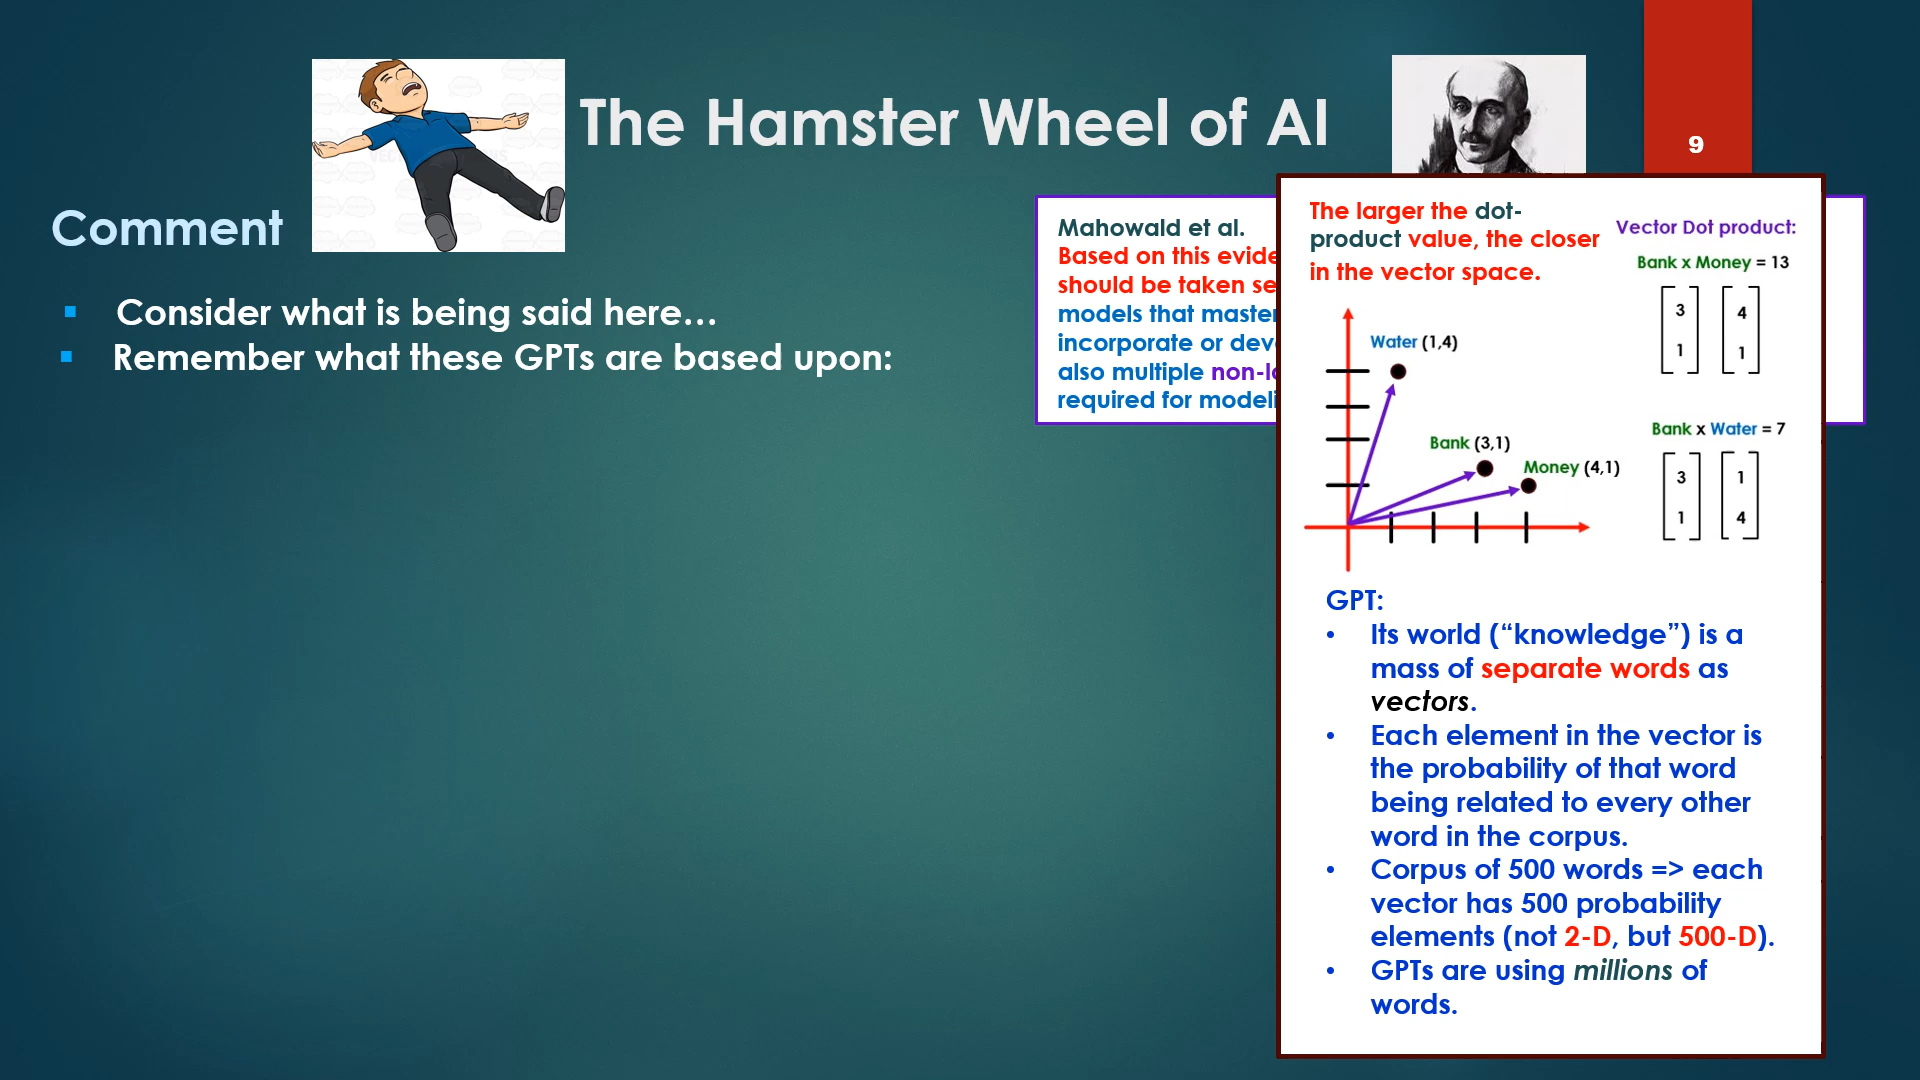 The Hamster Wheel of AI
9
Comment
Consider what is being said here…
Remember what these GPTs are based upon:
Mahowald et al.
Based on this
should be taken
models that master
incorporate or
also multiple
required for
The larger the dot-
product value, the closer
in the vector space.
Vector Dot product:
Bank x Money = 13
3 4
1 1
Water (1,4)
Bank (3,1)
Money (4,1)
Bank x Water = 7
3 1
1 4
GPT:
• Its world (“knowledge”) is a
mass of separate words as
vectors.
• Each element in the vector is
the probability of that word
being related to every other
word in the corpus.
• Corpus of 500 words => each
vector has 500 probability
elements (not 2-D, but 500-D).
• GPTs are using millions of
words.